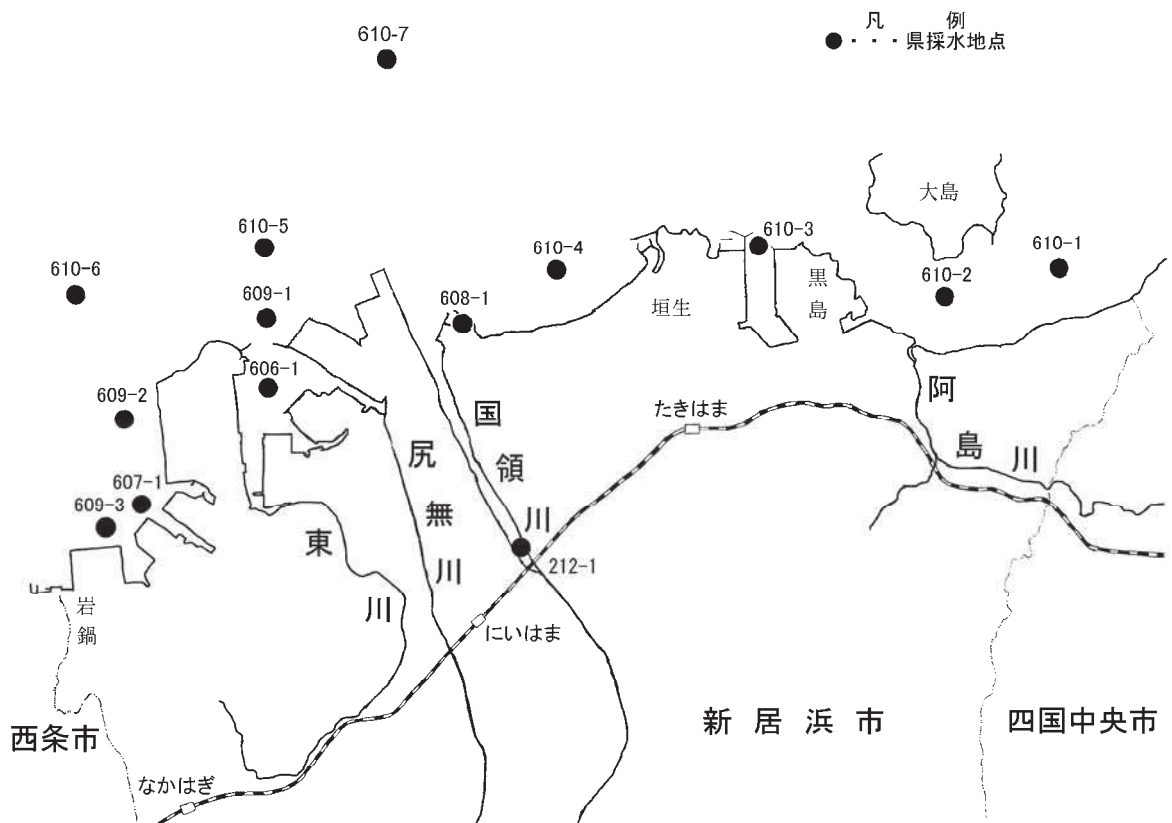 凡 例
●・・・県採水地点
610-7
大島
610-5
610-3
610-4
610-1
610-6
610-2
609-1
608-1
垣生
黒島
606-1
609-2
たきはま
阿島川
国領川
尻無川
607-1
609-3
東川
212-1
岩鍋
にいはま
西条市
新居浜市
四国中央市
なかはぎ